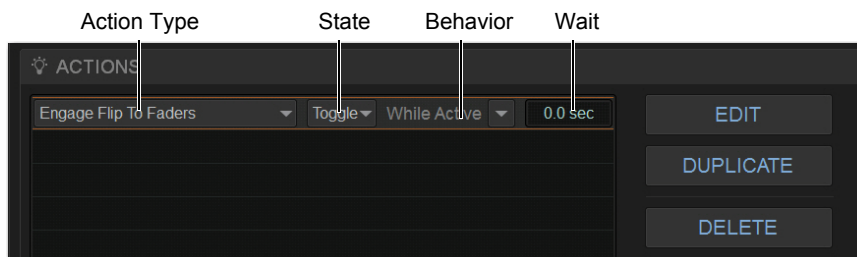 Action Type State Behavior Wait
ACTIONS
Engage Flip To Faders Toggle While Active 0.0 sec
EDIT
DUPLICATE
DELETE